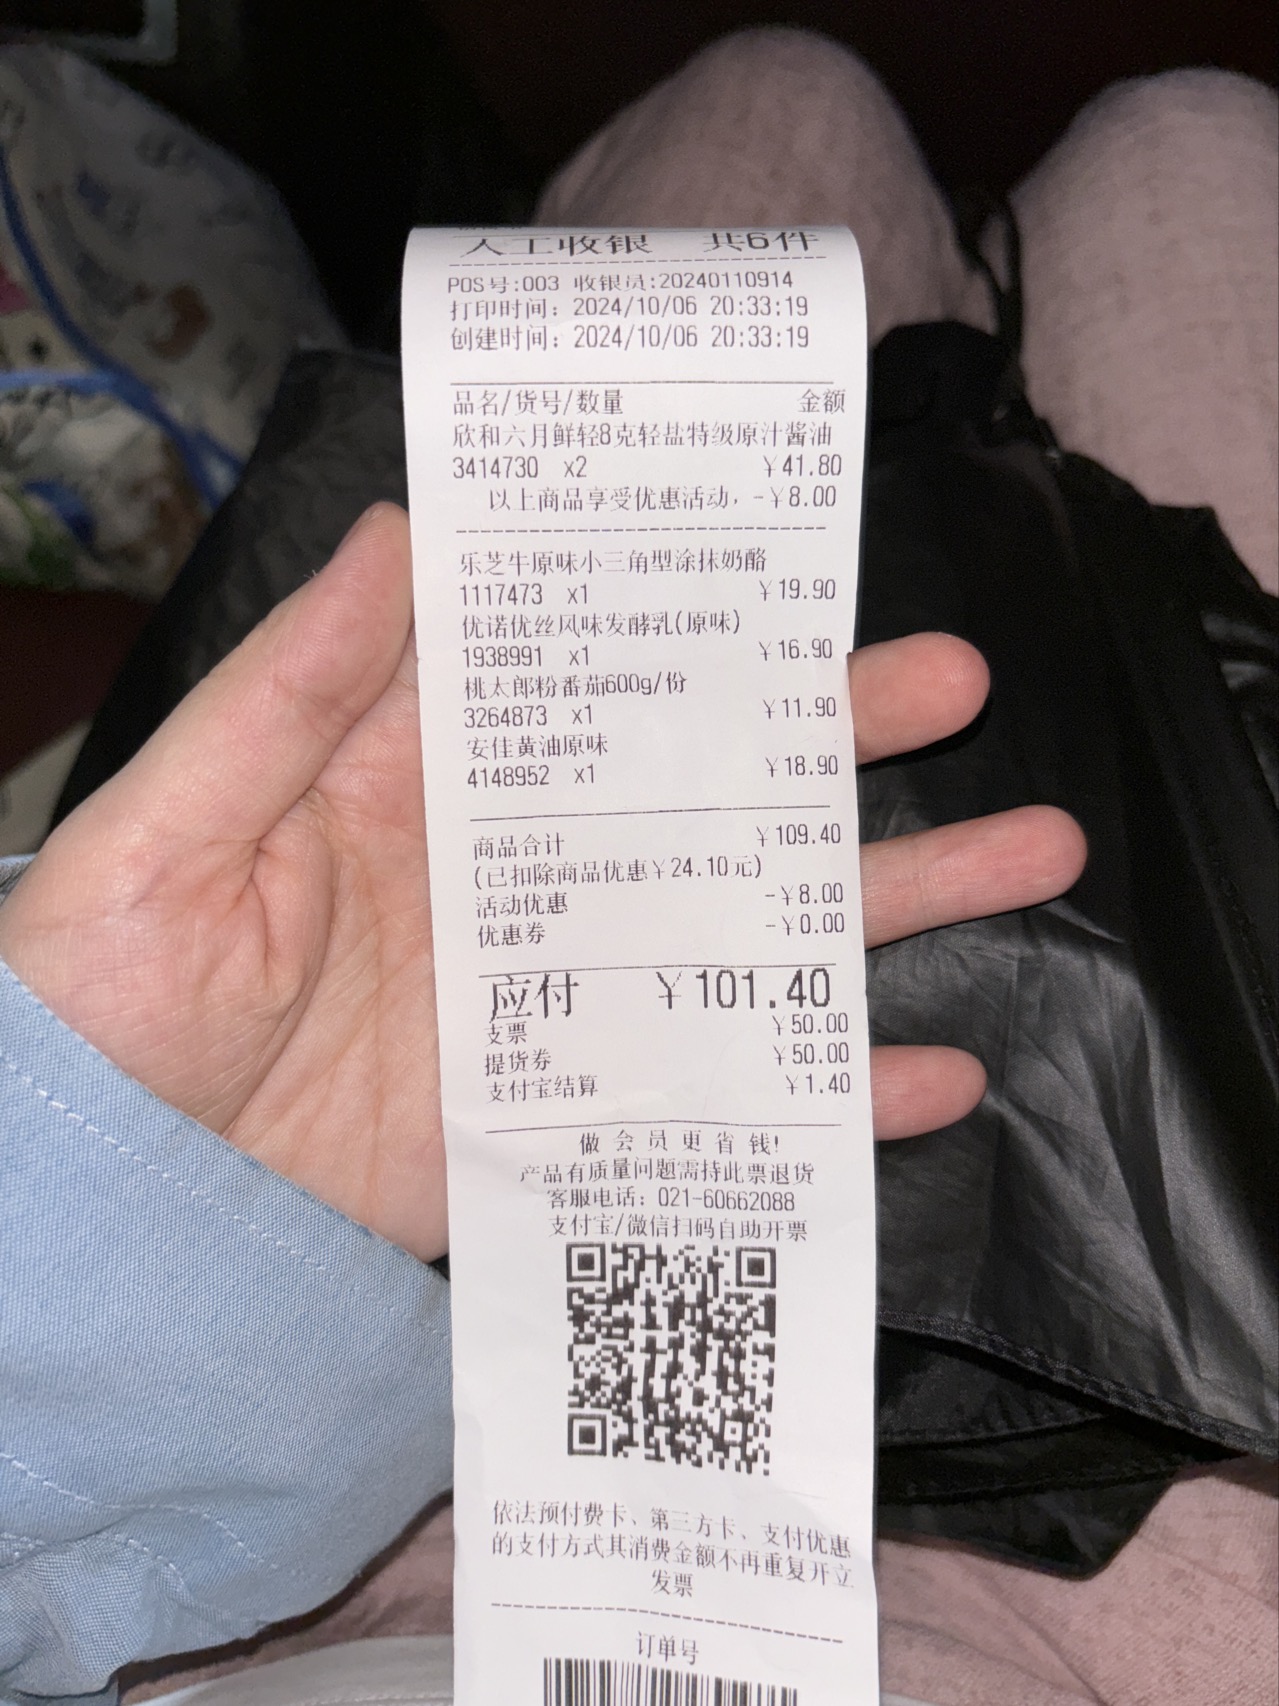 人工收银 共6件
POS号:003 收银员:20240110914
打印时间: 2024/10/06 20:33:19
创建时间: 2024/10/06 20:33:19
品名/货号/数量 金额
欣和六月鲜轻8克轻盐特级原汁酱油
3414730 x2 ￥41.80
以上商品享受优惠活动, -￥8.00
乐芝牛原味小三角型涂抹奶酪
1117473 x1 ￥19.90
优诺优丝风味发酵乳(原味)
1938991 x1 ￥16.90
桃太郎粉番茄600g/份
3264873 x1 ￥11.90
安佳黄油原味
4148952 x1 ￥18.90
商品合计 ￥109.40
(已扣除商品优惠￥24.10元)
活动优惠 -￥8.00
优惠券 -￥0.00
应付 ￥101.40
支票 ￥50.00
提货券 ￥50.00
支付宝结算 ￥1.40
做会员更省钱!
产品有质量问题需持此票退货
客服电话: 021-60662088
支付宝/微信扫码自助开票
依法预付费卡、第三方卡、支付优惠
的支付方式其消费金额不再重复开立
发票
订单号